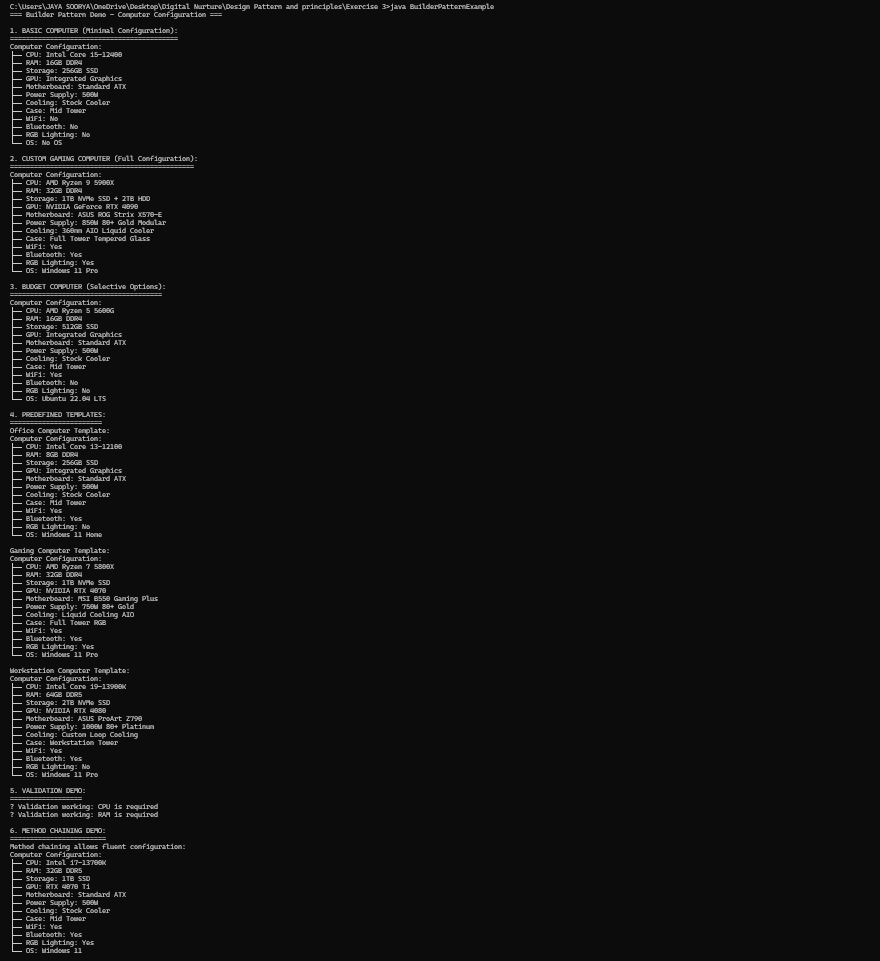 C:\Users\JAYA SOORYA\OneDrive\Desktop\Digital Nurture\Design Pattern and principles\Exercise 3>java BuilderPatternExample
=== Builder Pattern Demo - Computer Configuration ===
1. BASIC COMPUTER (Minimal Configuration):
==========================================
Computer Configuration:
├── CPU: Intel Core i5-12400
├── RAM: 16GB DDR4
├── Storage: 256GB SSD
├── GPU: Integrated Graphics
├── Motherboard: Standard ATX
├── Power Supply: 500W
├── Cooling: Stock Cooler
├── Case: Mid Tower
├── WiFi: No
├── Bluetooth: No
├── RGB Lighting: No
└── OS: No OS
2. CUSTOM GAMING COMPUTER (Full Configuration):
==============================================
Computer Configuration:
├── CPU: AMD Ryzen 9 5900X
├── RAM: 32GB DDR4
├── Storage: 1TB NVMe SSD + 2TB HDD
├── GPU: NVIDIA GeForce RTX 4090
├── Motherboard: ASUS ROG Strix X570-E
├── Power Supply: 850W 80+ Gold Modular
├── Cooling: 360mm AIO Liquid Cooler
├── Case: Full Tower Tempered Glass
├── WiFi: Yes
├── Bluetooth: Yes
├── RGB Lighting: Yes
└── OS: Windows 11 Pro
3. BUDGET COMPUTER (Selective Options):
======================================
Computer Configuration:
├── CPU: AMD Ryzen 5 5600G
├── RAM: 16GB DDR4
├── Storage: 512GB SSD
├── GPU: Integrated Graphics
├── Motherboard: Standard ATX
├── Power Supply: 500W
├── Cooling: Stock Cooler
├── Case: Mid Tower
├── WiFi: Yes
├── Bluetooth: No
├── RGB Lighting: No
└── OS: Ubuntu 22.04 LTS
4. PREDEFINED TEMPLATES:
=======================
Office Computer Template:
Computer Configuration:
├── CPU: Intel Core i3-12100
├── RAM: 8GB DDR4
├── Storage: 256GB SSD
├── GPU: Integrated Graphics
├── Motherboard: Standard ATX
├── Power Supply: 500W
├── Cooling: Stock Cooler
├── Case: Mid Tower
├── WiFi: Yes
├── Bluetooth: Yes
├── RGB Lighting: No
└── OS: Windows 11 Home
Gaming Computer Template:
Computer Configuration:
├── CPU: AMD Ryzen 7 5800X
├── RAM: 32GB DDR4
├── Storage: 1TB NVMe SSD
├── GPU: NVIDIA RTX 4070
├── Motherboard: MSI B550 Gaming Plus
├── Power Supply: 750W 80+ Gold
├── Cooling: Liquid Cooling AIO
├── Case: Full Tower RGB
├── WiFi: Yes
├── Bluetooth: Yes
├── RGB Lighting: Yes
└── OS: Windows 11 Pro
Workstation Computer Template:
Computer Configuration:
├── CPU: Intel Core i9-13900K
├── RAM: 64GB DDR5
├── Storage: 2TB NVMe SSD
├── GPU: NVIDIA RTX 4080
├── Motherboard: ASUS ProArt Z790
├── Power Supply: 1000W 80+ Platinum
├── Cooling: Custom Loop Cooling
├── Case: Workstation Tower
├── WiFi: Yes
├── Bluetooth: Yes
├── RGB Lighting: No
└── OS: Windows 11 Pro
5. VALIDATION DEMO:
==================
? Validation working: CPU is required
? Validation working: RAM is required
6. METHOD CHAINING DEMO:
========================
Method chaining allows fluent configuration:
Computer Configuration:
├── CPU: Intel i7-13700K
├── RAM: 32GB DDR5
├── Storage: 1TB SSD
├── GPU: RTX 4070 Ti
├── Motherboard: Standard ATX
├── Power Supply: 500W
├── Cooling: Stock Cooler
├── Case: Mid Tower
├── WiFi: Yes
├── Bluetooth: Yes
├── RGB Lighting: Yes
└── OS: Windows 11